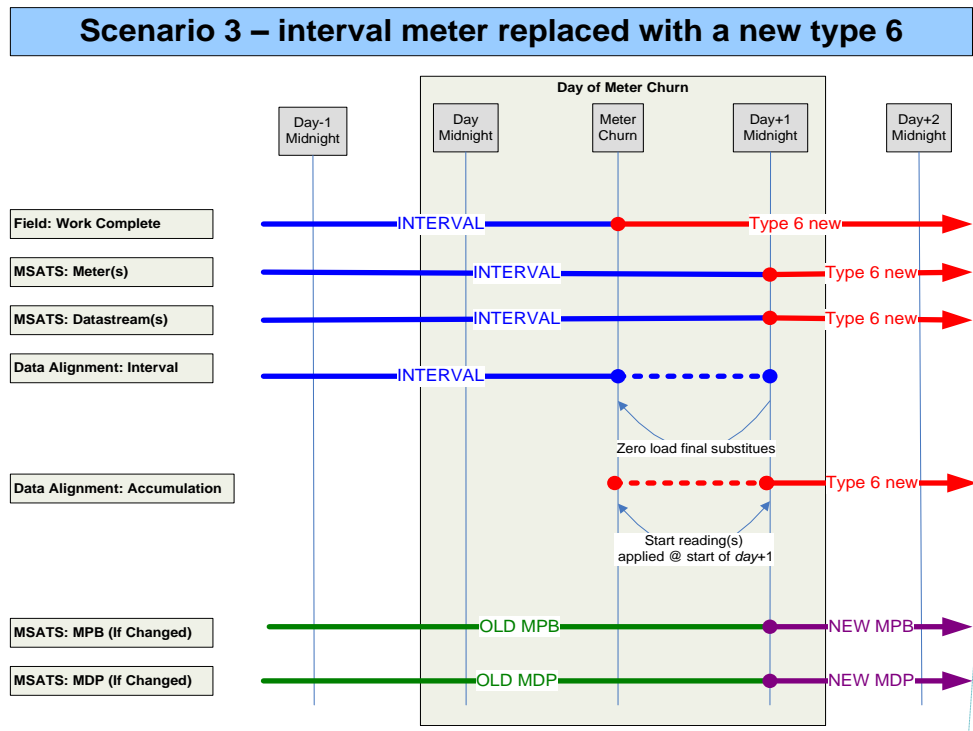 Scenario 3 – interval meter replaced with a new type 6
Day of Meter Churn
Day-1
Midnight
Day
Midnight
Meter
Churn
Day+1
Midnight
Day+2
Midnight
Field: Work Complete
INTERVAL
Type 6 new
MSATS: Meter(s)
INTERVAL
Type 6 new
MSATS: Datastream(s)
INTERVAL
Type 6 new
Data Alignment: Interval
INTERVAL
Zero load final substitues
Data Alignment: Accumulation
Type 6 new
Start reading(s)
applied @ start of day+1
MSATS: MPB (If Changed)
OLD MPB
NEW MPB
MSATS: MDP (If Changed)
OLD MDP
NEW MDP